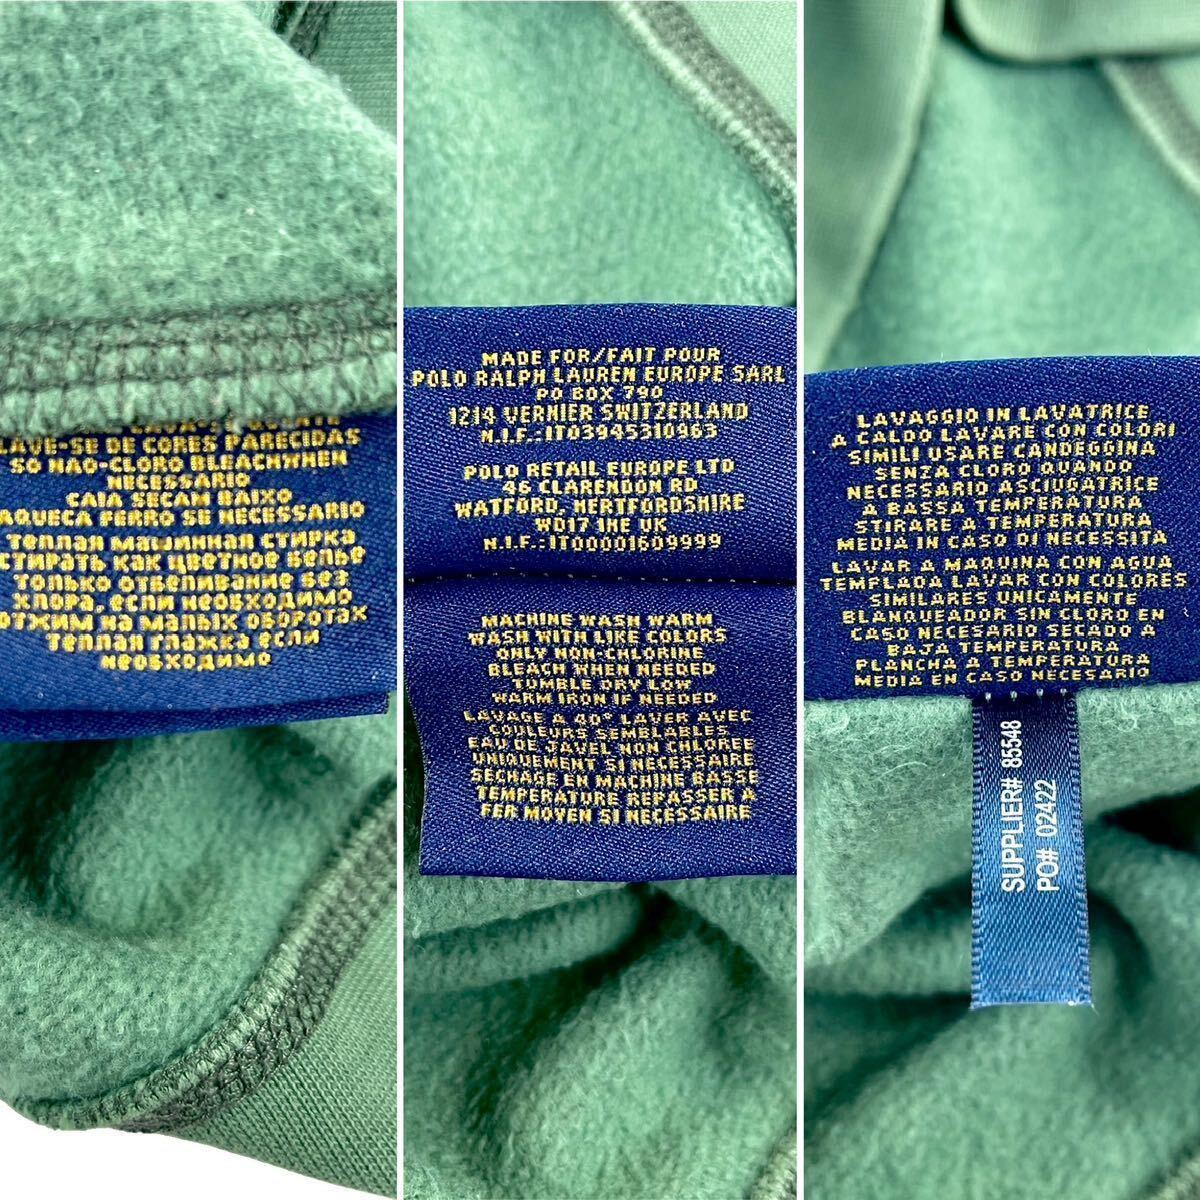 AVE-SE DE CORES PARECIDAS
SO NAO-CLORO BLEACHWHEN
NECESSARIO
CAIA SECAM BAIXO
AQUECA FERRO SE NECESSARIO
ТЕПЛАЯ МАШИННАЯ СТИРКА
СТИРАТЬ КАК ЦВЕТНОЕ БЕЛЬЕ
ТОЛЬКО ОТБЕЛИВАНИЕ БЕЗ
ХЛОРА, ЕСЛИ НЕОБХОДИМО
ОТЖИМ НА МАЛЫХ ОБОРОТАХ
ТЕПЛАЯ ГЛАЖКА ЕСЛИ
НЕОБХОДИМО
MADE FOR/FAIT POUR
POLO RALPH LAUREN EUROPE SARL
PO BOX 790
1214 VERNIER SWITZERLAND
N.I.F.:IT03945310963
POLO RETAIL EUROPE LTD
46 CLARENDON RD
WATFORD, HERTFORDSHIRE
WD17 1HE UK
N.I.F.:IT00001609999
MACHINE WASH WARM
WASH WITH LIKE COLORS
ONLY NON-CHLORINE
BLEACH WHEN NEEDED
TUMBLE DRY LOW
WARM IRON IF NEEDED
LAVAGE A 40° LAVER AVEC
COULEURS SEMBLABLES
EAU DE JAVEL NON CHLOREE
UNIQUEMENT SI NECESSAIRE
SECHAGE EN MACHINE BASSE
TEMPERATURE REPASSER A
FER MOVEN SI NECESSAIRE
LAVAGGIO IN LAVATRICE
A CALDO LAVARE CON COLORI
SIMILI USARE CANDEGGINA
SENZA CLORO QUANDO
NECESSARIO ASCIUGATRICE
A BASSA TEMPERATURA
STIRARE A TEMPERATURA
MEDIA IN CASO DI NECESSITA
LAVAR A MAQUINA CON AGUA
TEMPLADA LAVAR CON COLORES
SIMILARES UNICAMENTE
BLANQUEADOR SIN CLORO EN
CASO NECESARIO SECADO A
BAJA TEMPERATURA
PLANCHA A TEMPERATURA
MEDIA EN CASO NECESARIO
SUPPLIER# 85548
PO# 02422